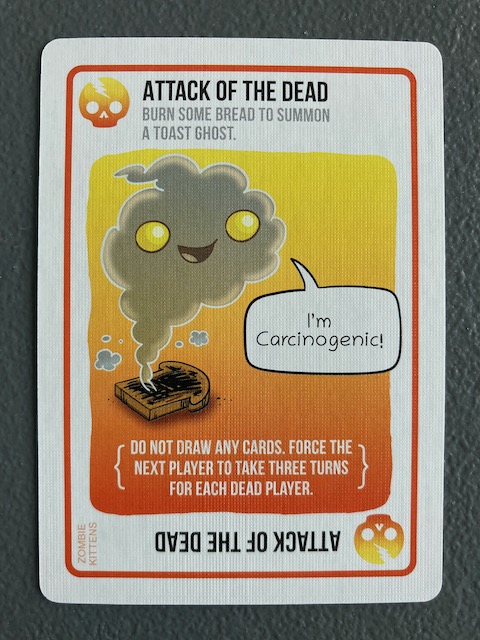 ATTACK OF THE DEAD
BURN SOME BREAD TO SUMMON
A TOAST GHOST.
I'm
Carcinogenic!
DO NOT DRAW ANY CARDS. FORCE THE
NEXT PLAYER TO TAKE THREE TURNS
FOR EACH DEAD PLAYER.
ZOMBIE
KITTENS
ATTACK OF THE DEAD